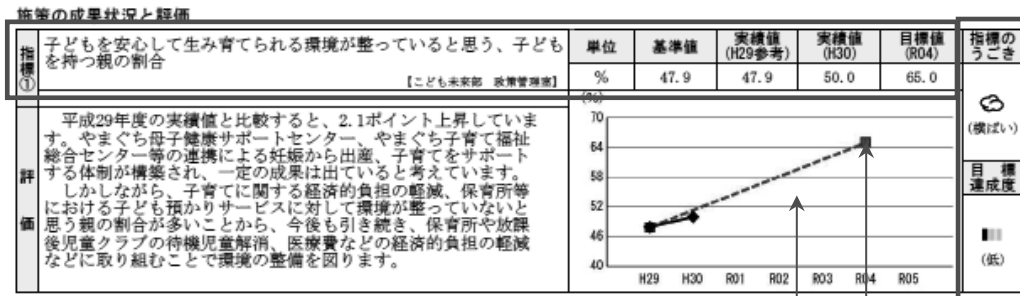 施策の成果状況と評価
指標①
子どもを安心して生み育てられる環境が整っていると思う、子ども
を持つ親の割合
【こども未来部 政策管理室】
単位 基準値 実績値(H29参考) 実績値(H30) 目標値(R04)
% 47.9 47.9 50.0 65.0
指標の
うごき
(横ばい)
目標
達成度
(低)
評価
平成29年度の実績値と比較すると、2.1ポイント上昇していま
す。やまぐち母子健康サポートセンター、やまぐち子育て福祉
総合センター等の連携による妊娠から出産、子育てをサポート
する体制が構築され、一定の成果は出ていると考えています。
しかしながら、子育てに関する経済的負担の軽減、保育所等
における子ども預かりサービスに対して環境が整っていないと
思う親の割合が多いことから、今後も引き続き、保育所や放課
後児童クラブの待機児童解消、医療費などの経済的負担の軽減
などに取り組むことで環境の整備を図ります。
(%)
70
64
58
52
46
40
H29 H30 R01 R02 R03 R04 R05